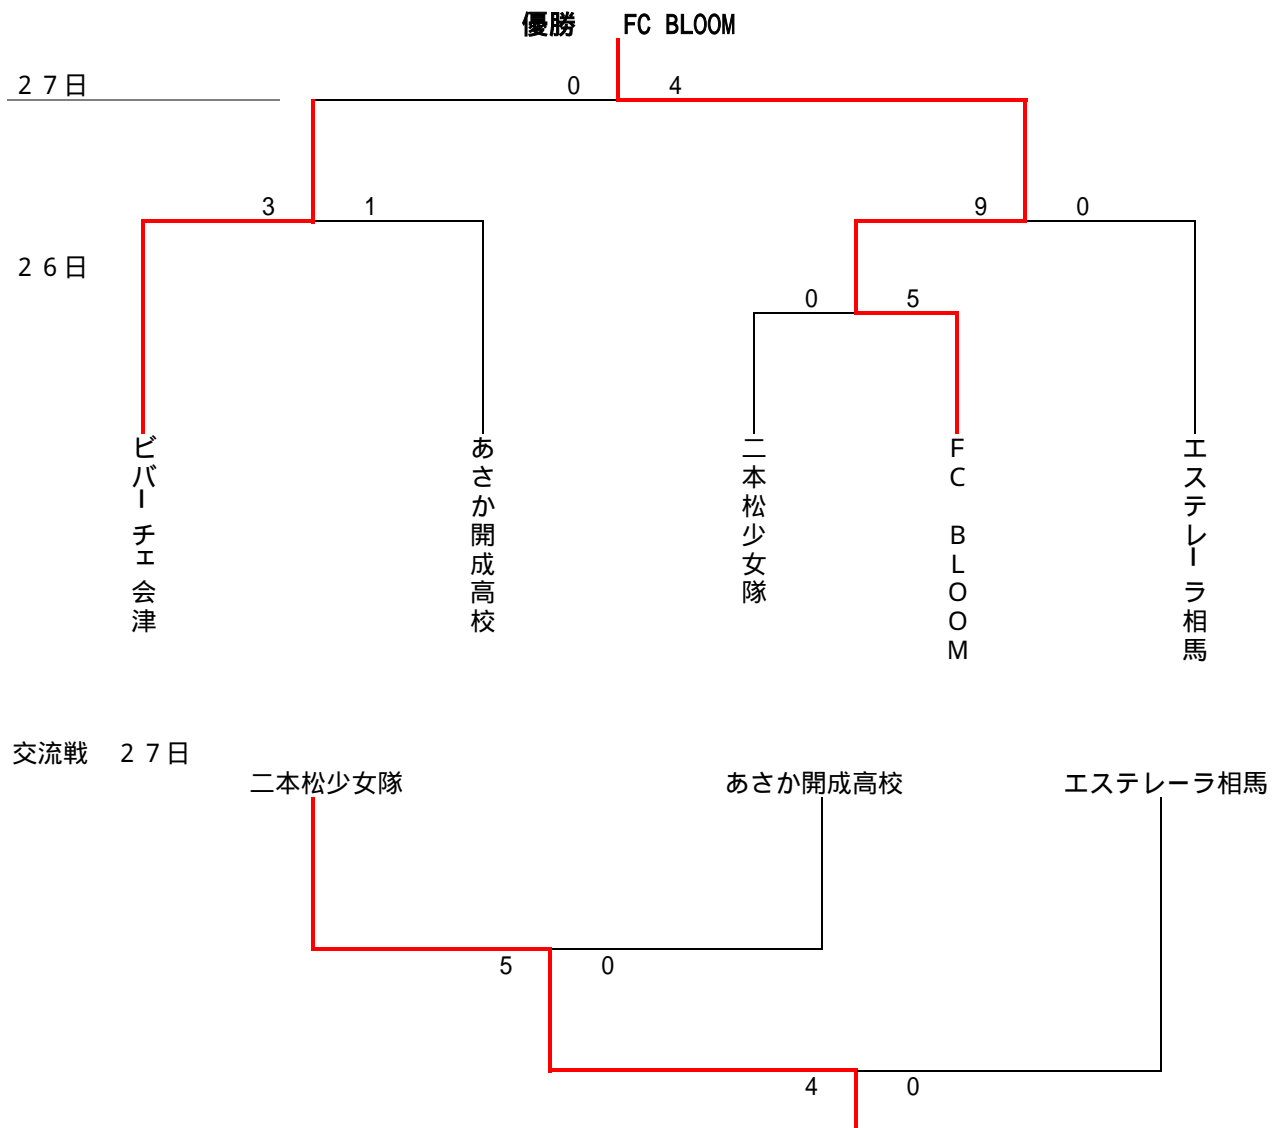 優勝　FC BLOOM
２７日
0 4
3 1
9 0
２６日
0 5
ビバーチェ会津
あさか開成高校
二本松少女隊
ＦＣ　ＢＬＯＯＭ
エステレーラ相馬
交流戦　２７日
二本松少女隊 あさか開成高校 エステレーラ相馬
5 0
4 0